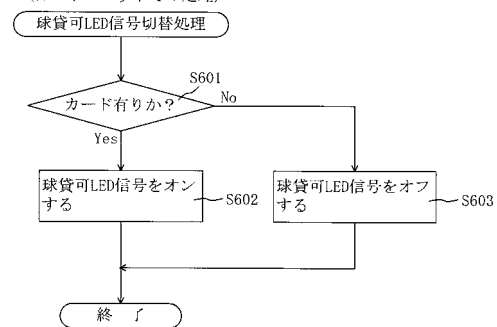 球貸可LED信号切替処理
S601
カード有りか？
No
Yes
球貸可LED信号をオン
する
S602
球貸可LED信号をオフ
する
S603
終 了